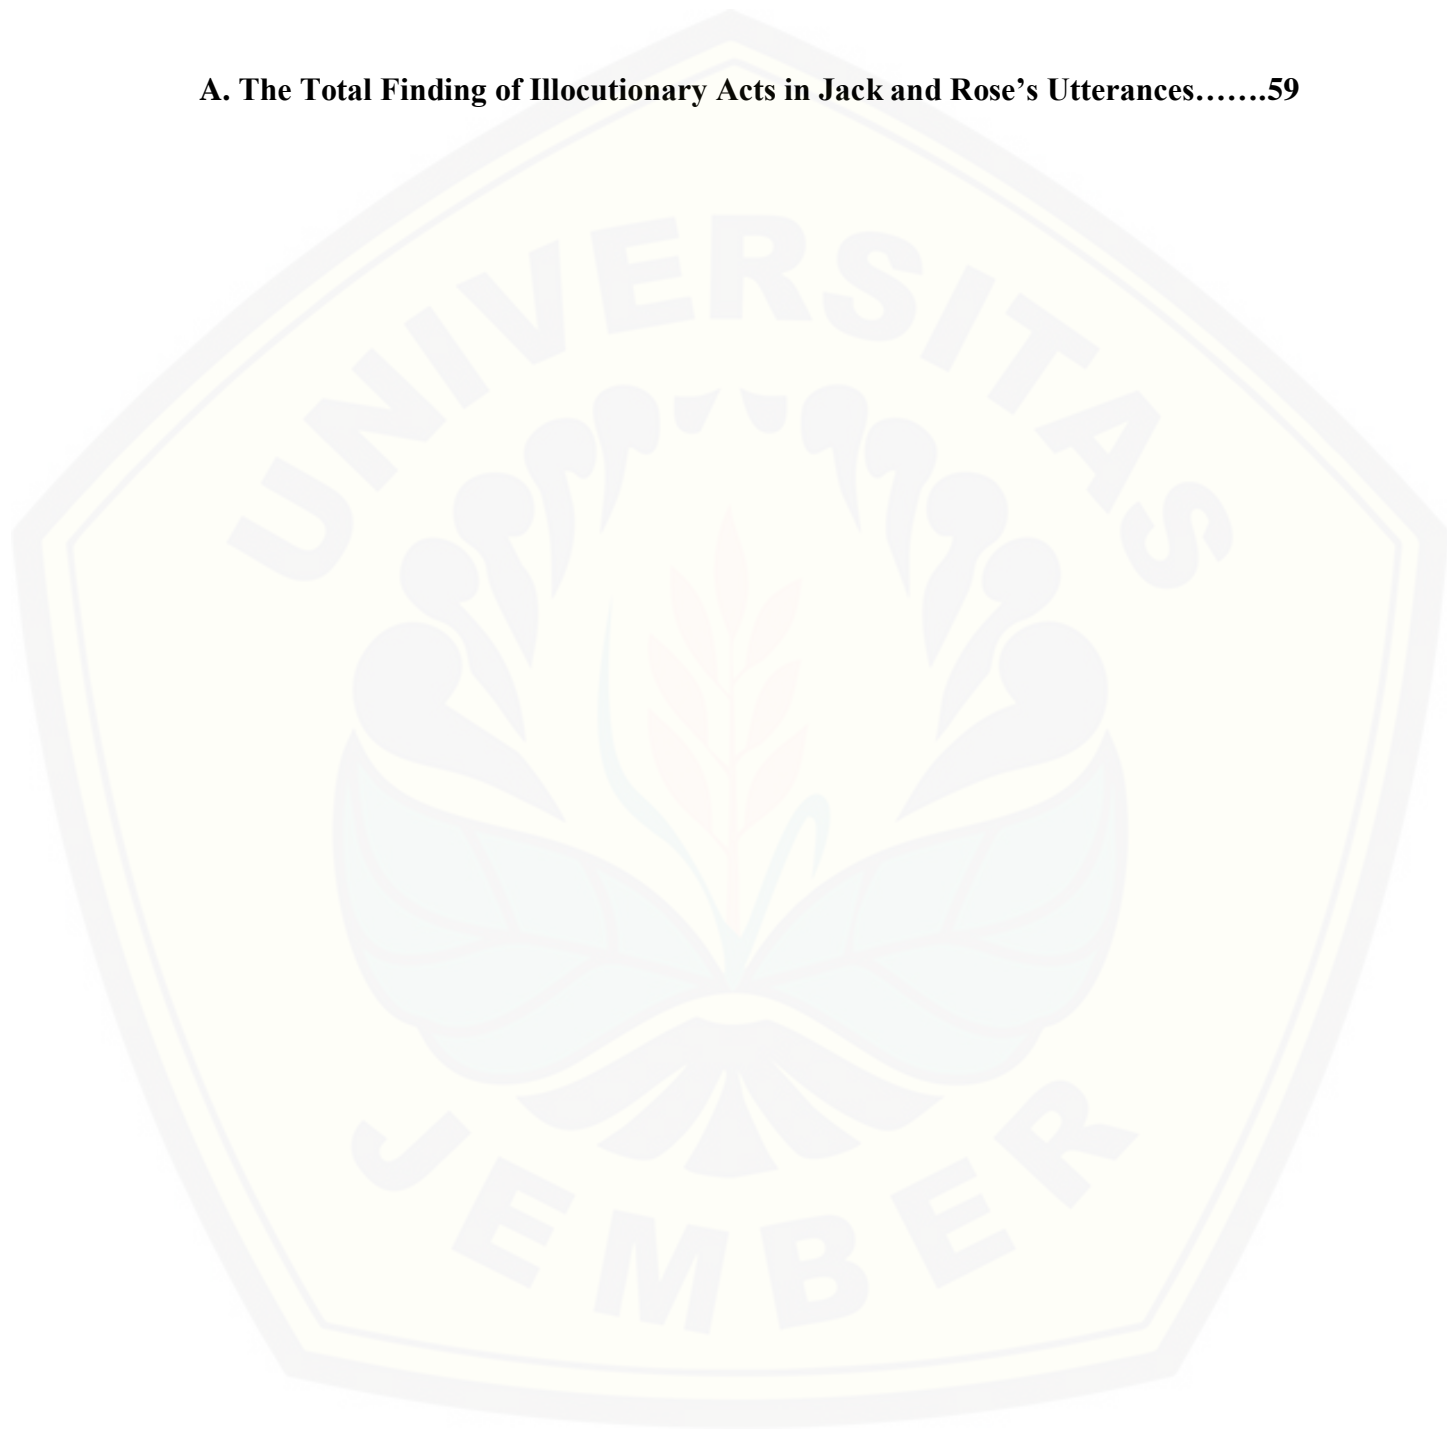 A. The Total Finding of Illocutionary Acts in Jack and Rose’s Utterances…….59
UNIVERSITAS
JEMBER